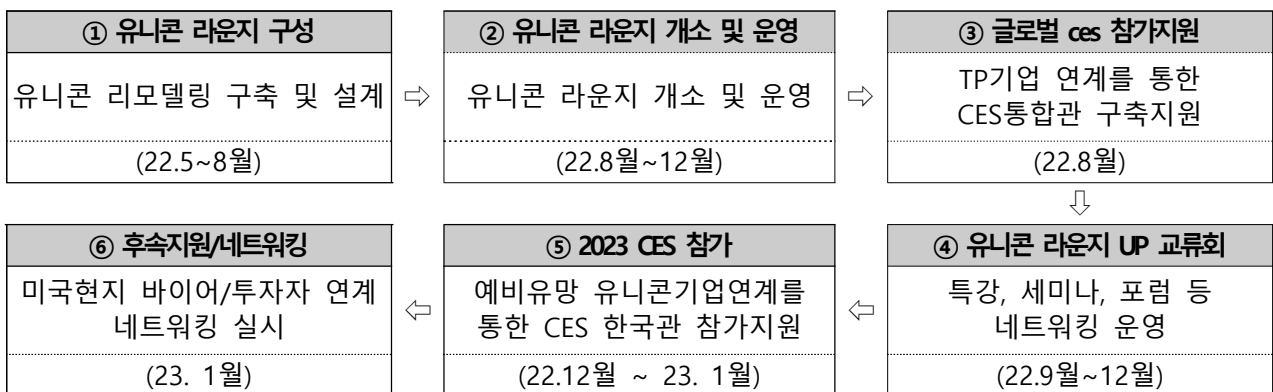 ① 유니콘 라운지 구성
유니콘 리모델링 구축 및 설계
(22.5~8월)
⇨
② 유니콘 라운지 개소 및 운영
유니콘 라운지 개소 및 운영
(22.8월~12월)
⇨
③ 글로벌 ces 참가지원
TP기업 연계를 통한
CES통합관 구축지원
(22.8월)
⇩
④ 유니콘 라운지 UP 교류회
특강, 세미나, 포럼 등
네트워킹 운영
(22.9월~12월)
⇦
⑤ 2023 CES 참가
예비유망 유니콘기업연계를
통한 CES 한국관 참가지원
(22.12월 ~ 23. 1월)
⇦
⑥ 후속지원/네트워킹
미국현지 바이어/투자자 연계
네트워킹 실시
(23. 1월)